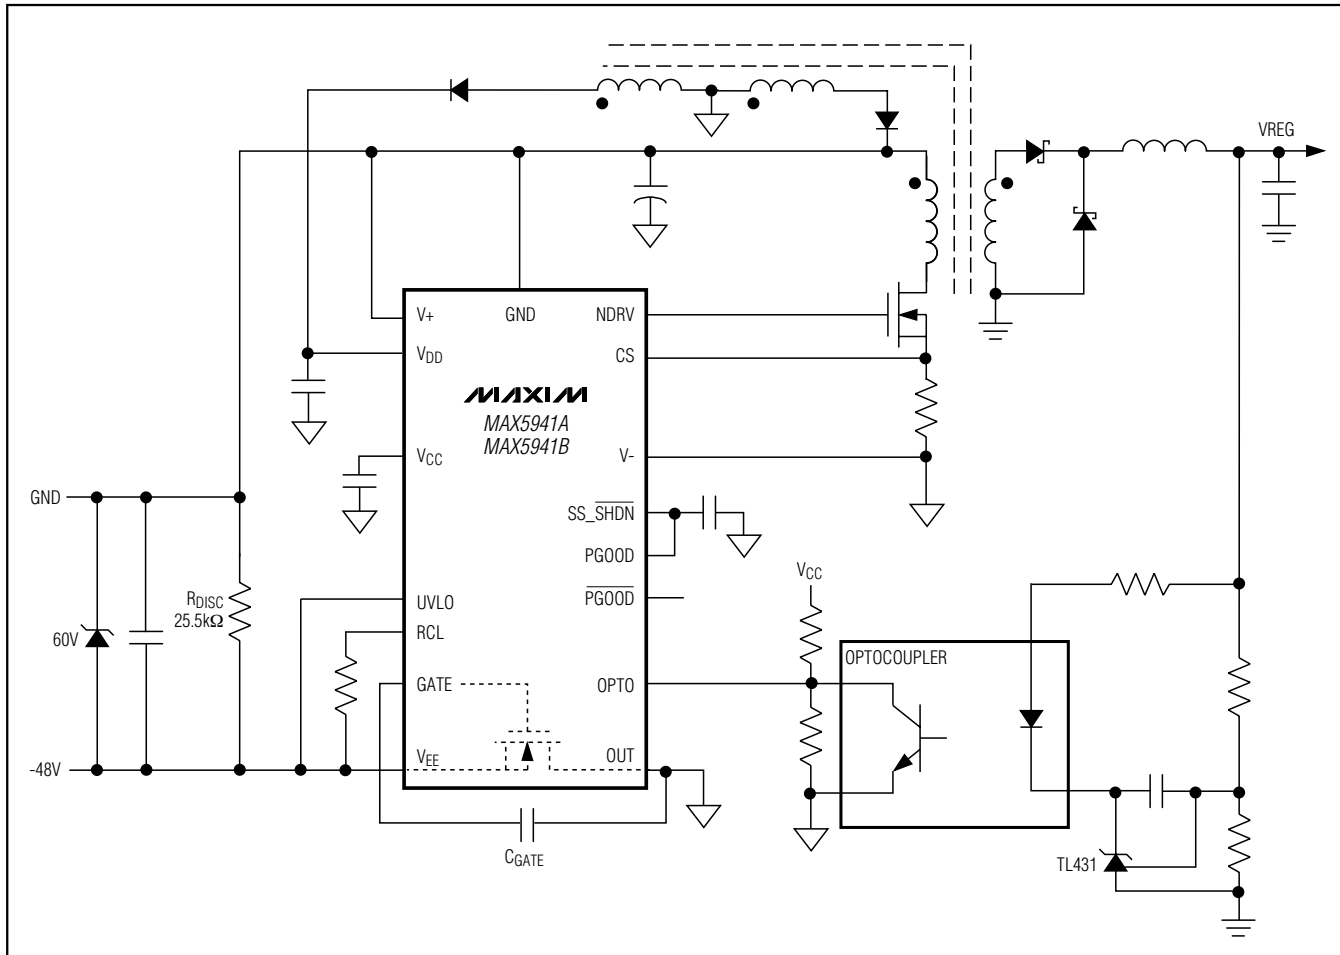 VREG
V+
GND
NDRV
VDD
CS
MAXIM
MAX5941A
MAX5941B
VCC
V-
GND
SS_SHDN
PGOOD
VCC
PGOOD
UVLO
RDISC
25.5kΩ
60V
RCL
OPTOCOUPLER
GATE
OPTO
VEE
OUT
-48V
CGATE
TL431